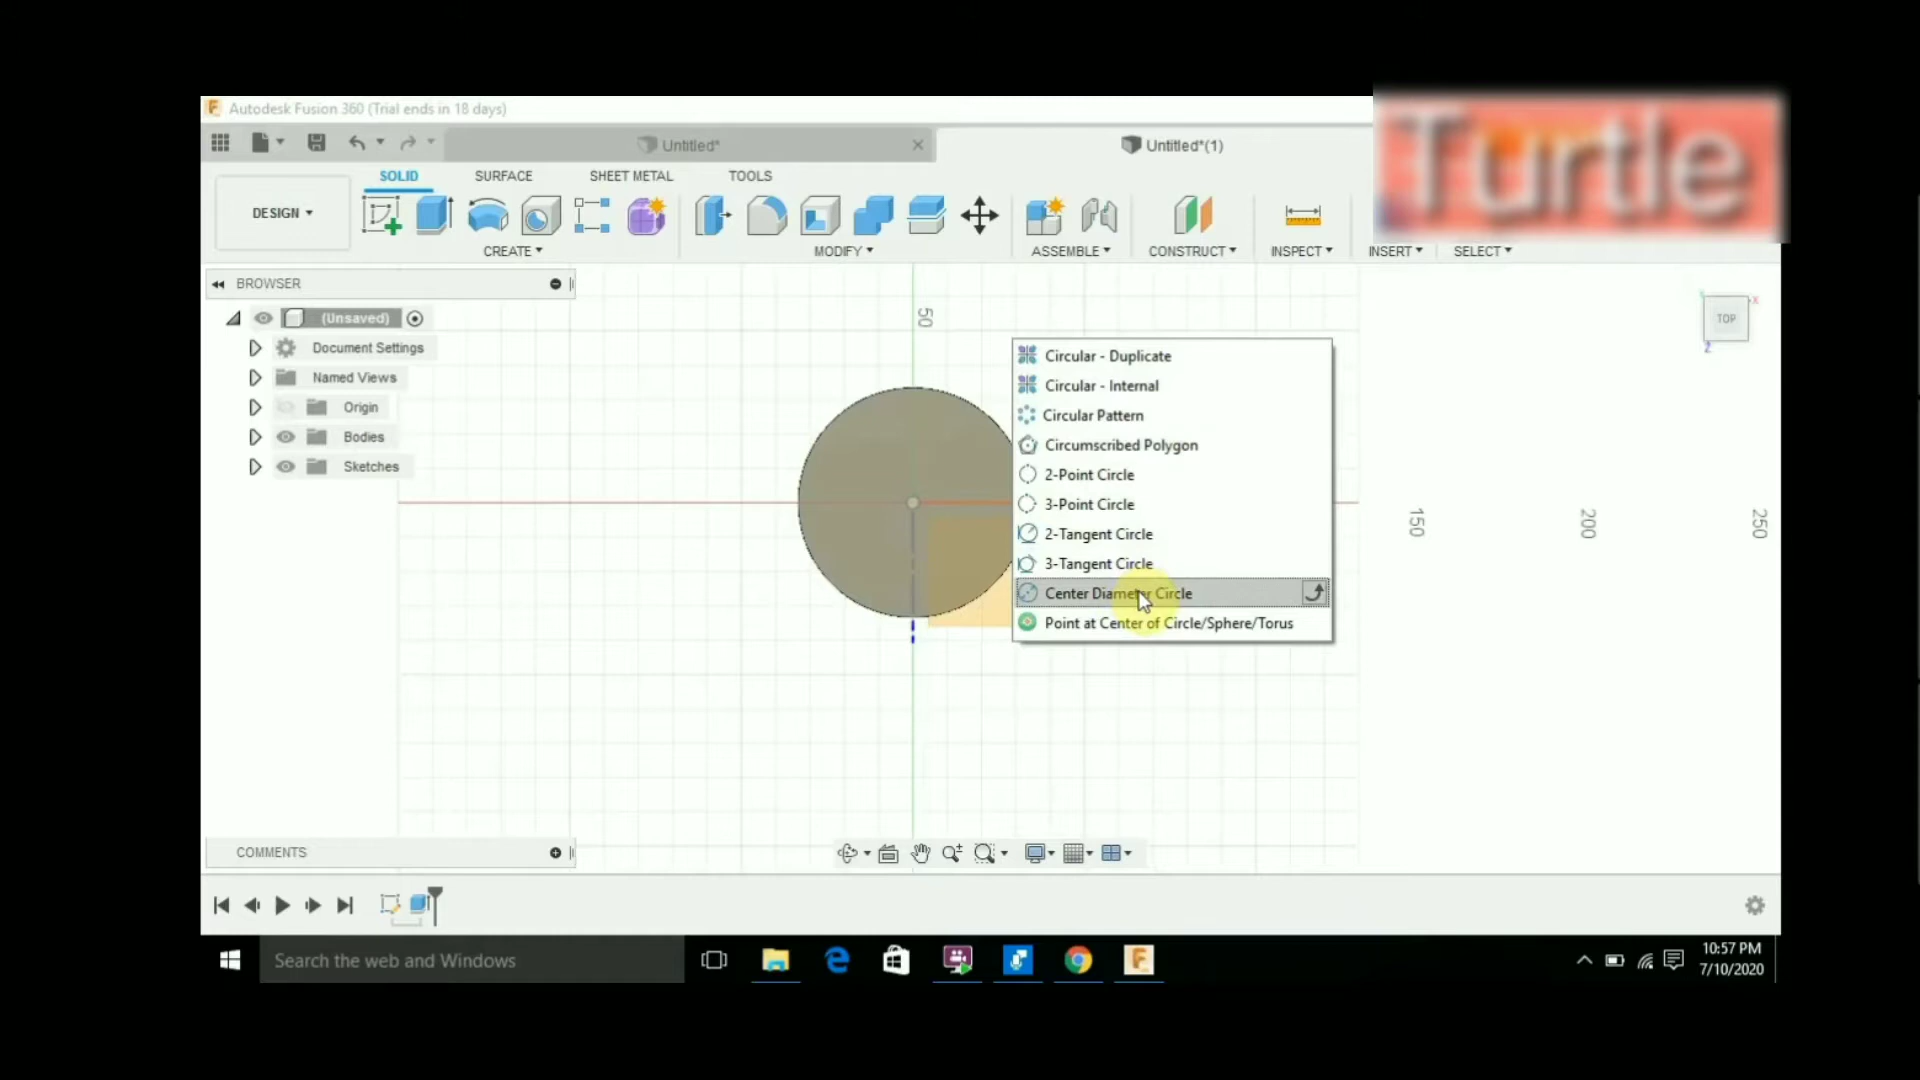 Autodesk Fusion 360 (Trial ends in 18 days)
Turtle
Untitled*
Untitled*(1)
SOLID
SURFACE
SHEET METAL
TOOLS
DESIGN
CREATE
MODIFY
ASSEMBLE
CONSTRUCT
INSPECT
INSERT
SELECT
BROWSER
(Unsaved)
Document Settings
Named Views
Origin
Bodies
Sketches
50
TOP
X
Z
Circular - Duplicate
Circular - Internal
Circular Pattern
Circumscribed Polygon
2-Point Circle
3-Point Circle
2-Tangent Circle
3-Tangent Circle
Center Diameter Circle
Point at Center of Circle/Sphere/Torus
150
200
250
COMMENTS
Search the web and Windows
10:57 PM
7/10/2020